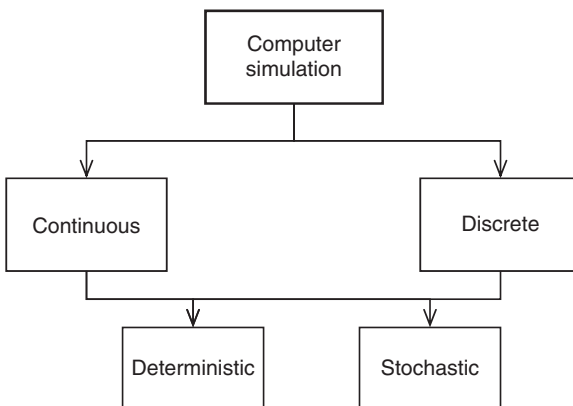 Computer
simulation
Continuous
Discrete
Deterministic
Stochastic